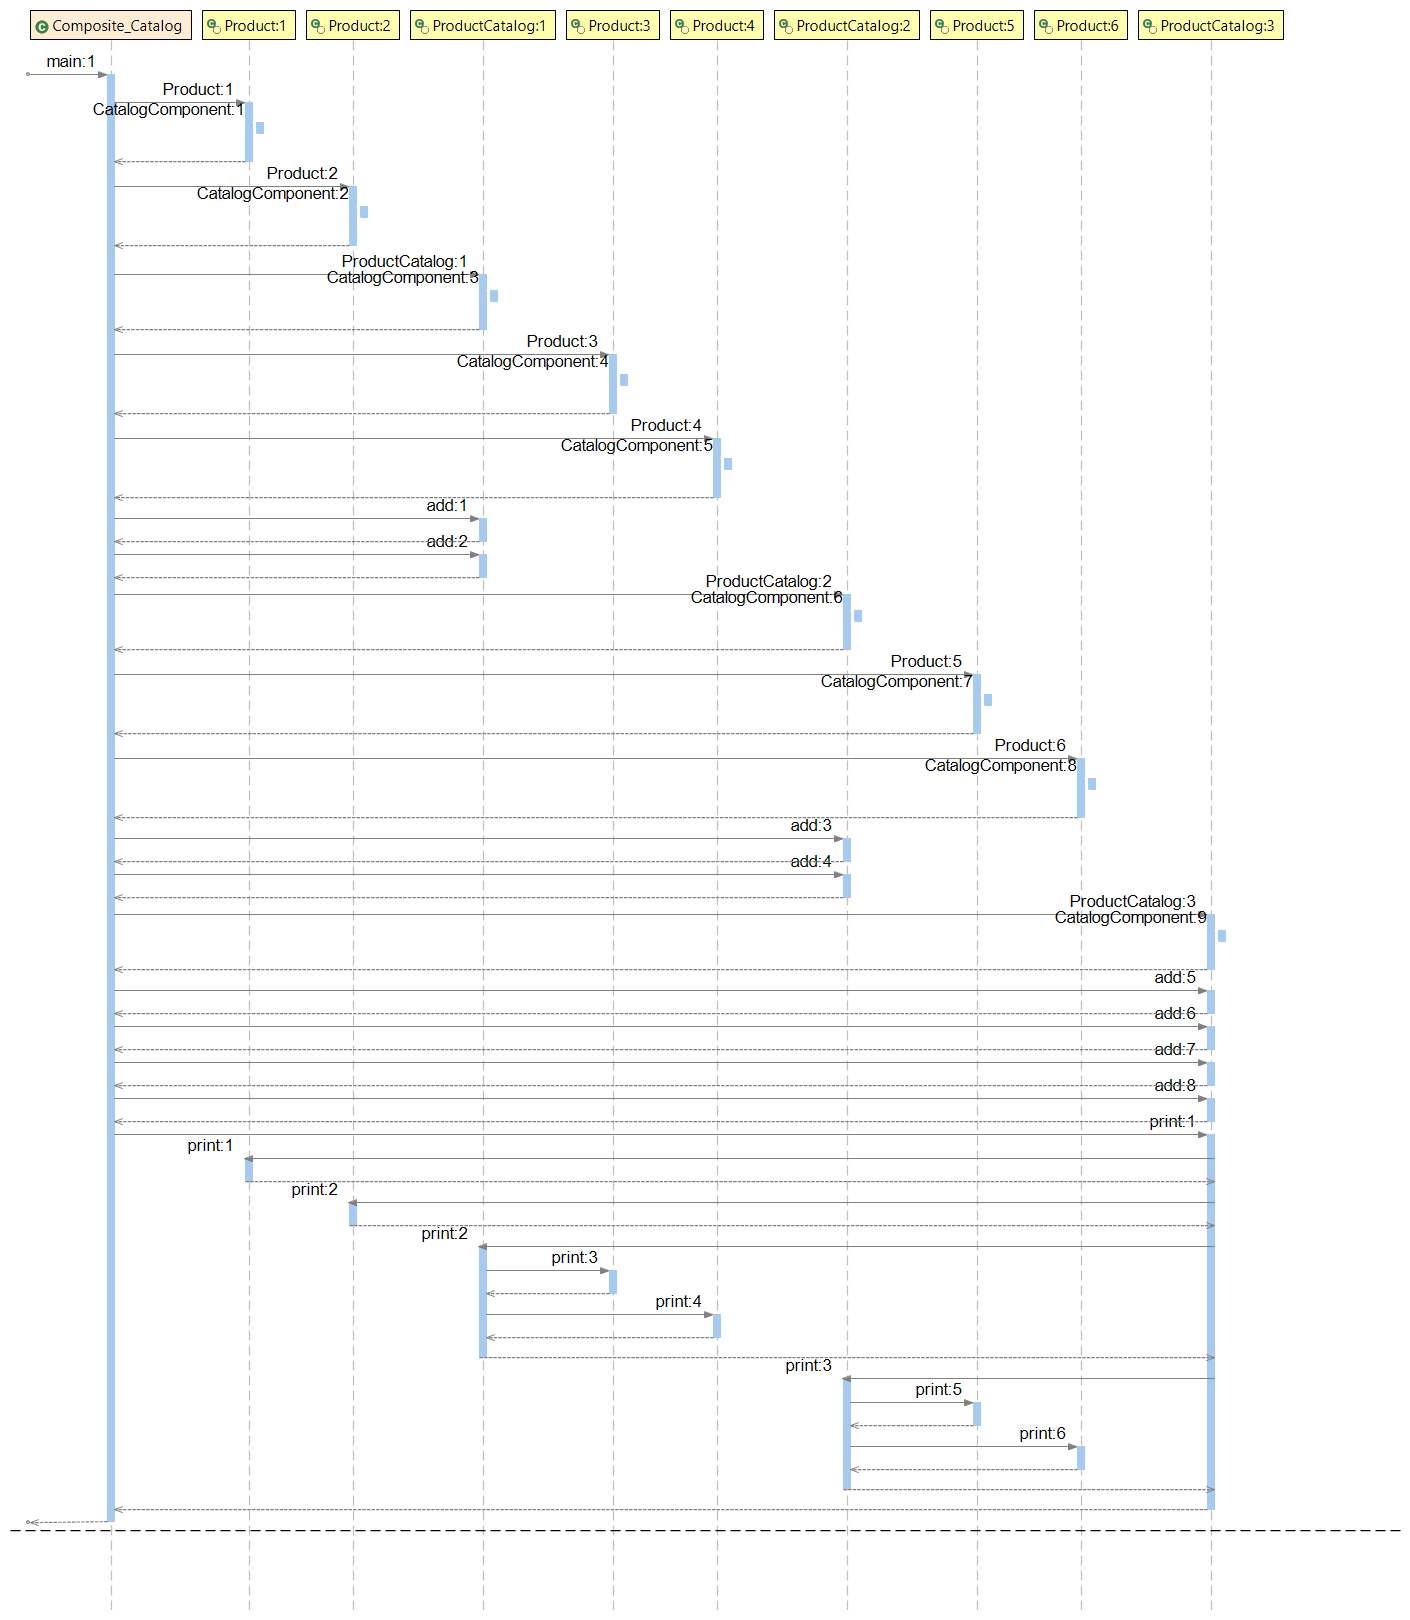 Composite_Catalog Product:1 Product:2 ProductCatalog:1 Product:3 Product:4 ProductCatalog:2 Product:5 Product:6 ProductCatalog:3
main:1
Product:1
CatalogComponent:1
Product:2
CatalogComponent:2
ProductCatalog:1
CatalogComponent:3
Product:3
CatalogComponent:4
Product:4
CatalogComponent:5
add:1
add:2
ProductCatalog:2
CatalogComponent:6
Product:5
CatalogComponent:7
Product:6
CatalogComponent:8
add:3
add:4
ProductCatalog:3
CatalogComponent:9
add:5
add:6
add:7
add:8
print:1
print:1
print:2
print:2
print:3
print:4
print:3
print:5
print:6